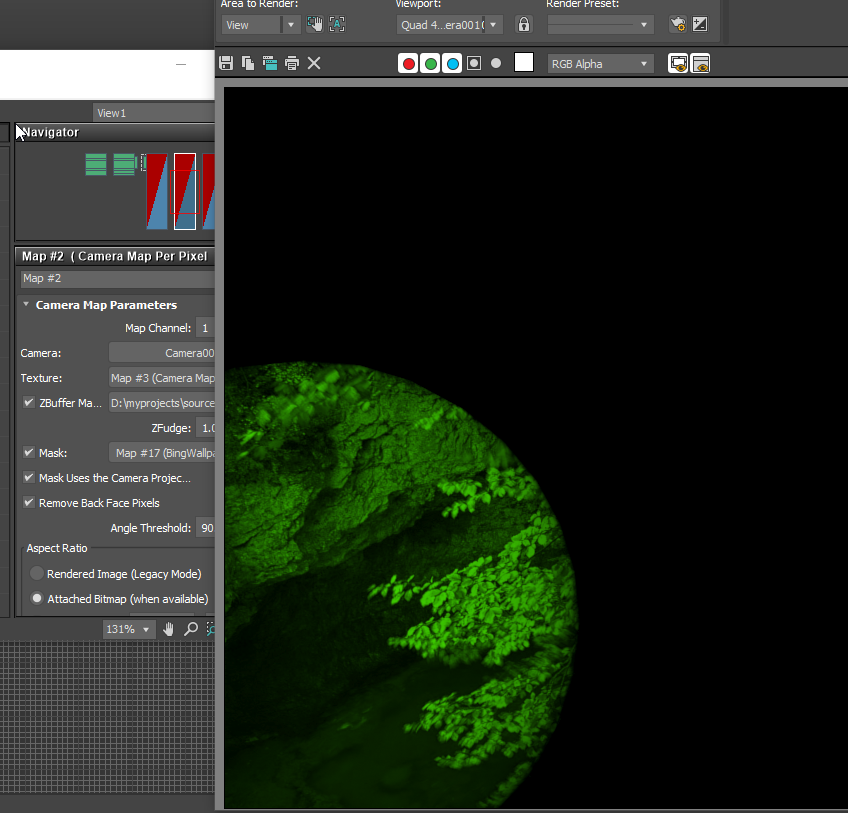 Area to Render:
Viewport:
Render Preset:
View
Quad 4...era001(
RGB Alpha
View1
Navigator
Map #2 ( Camera Map Per Pixel
Map #2
Camera Map Parameters
Map Channel: 1
Camera: Camera00
Texture: Map #3 (Camera Map
ZBuffer Ma... D:\myprojects\source
ZFudge: 1.0
Mask: Map #17 (BingWallpa
Mask Uses the Camera Projec...
Remove Back Face Pixels
Angle Threshold: 90
Aspect Ratio
Rendered Image (Legacy Mode)
Attached Bitmap (when available)
131%